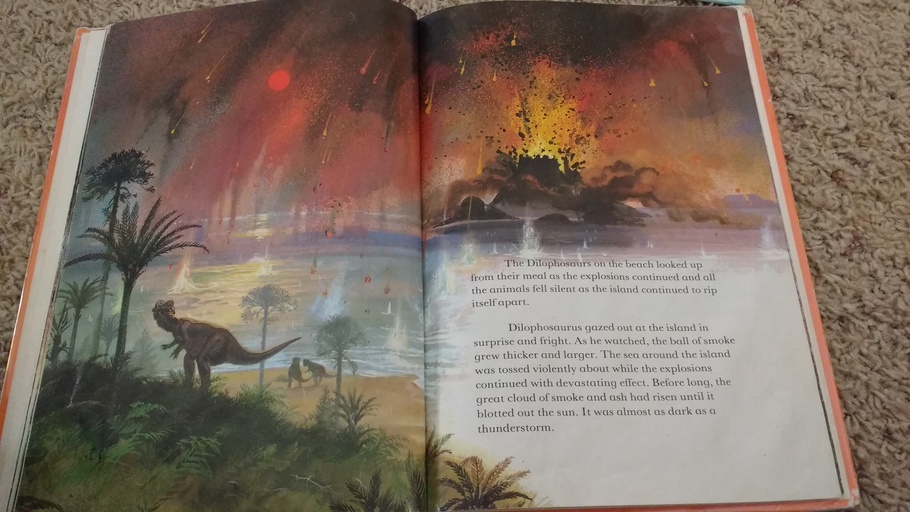 The Dilophosaurs on the beach looked up
from their meal as the explosions continued and all
the animals fell silent as the island continued to rip
itself apart.
Dilophosaurus gazed out at the island in
surprise and fright. As he watched, the ball of smoke
grew thicker and larger. The sea around the island
was tossed violently about while the explosions
continued with devastating effect. Before long, the
great cloud of smoke and ash had risen until it
blotted out the sun. It was almost as dark as a
thunderstorm.